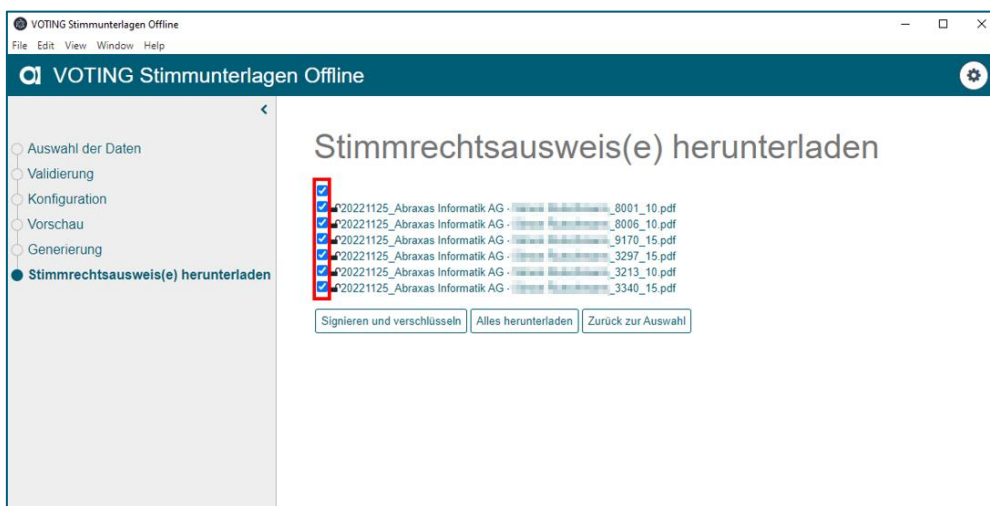 VOTING Stimmunterlagen Offline
File Edit View Window Help
VOTING Stimmunterlagen Offline
Auswahl der Daten
Validierung
Konfiguration
Vorschau
Generierung
Stimmrechtsausweis(e) herunterladen
Stimmrechtsausweis(e) herunterladen
20221125_Abraxas Informatik AG - _8001_10.pdf
20221125_Abraxas Informatik AG - _8006_10.pdf
20221125_Abraxas Informatik AG - _9170_15.pdf
20221125_Abraxas Informatik AG - _3297_15.pdf
20221125_Abraxas Informatik AG - _3213_10.pdf
20221125_Abraxas Informatik AG - _3340_15.pdf
Signieren und verschlüsseln Alles herunterladen Zurück zur Auswahl